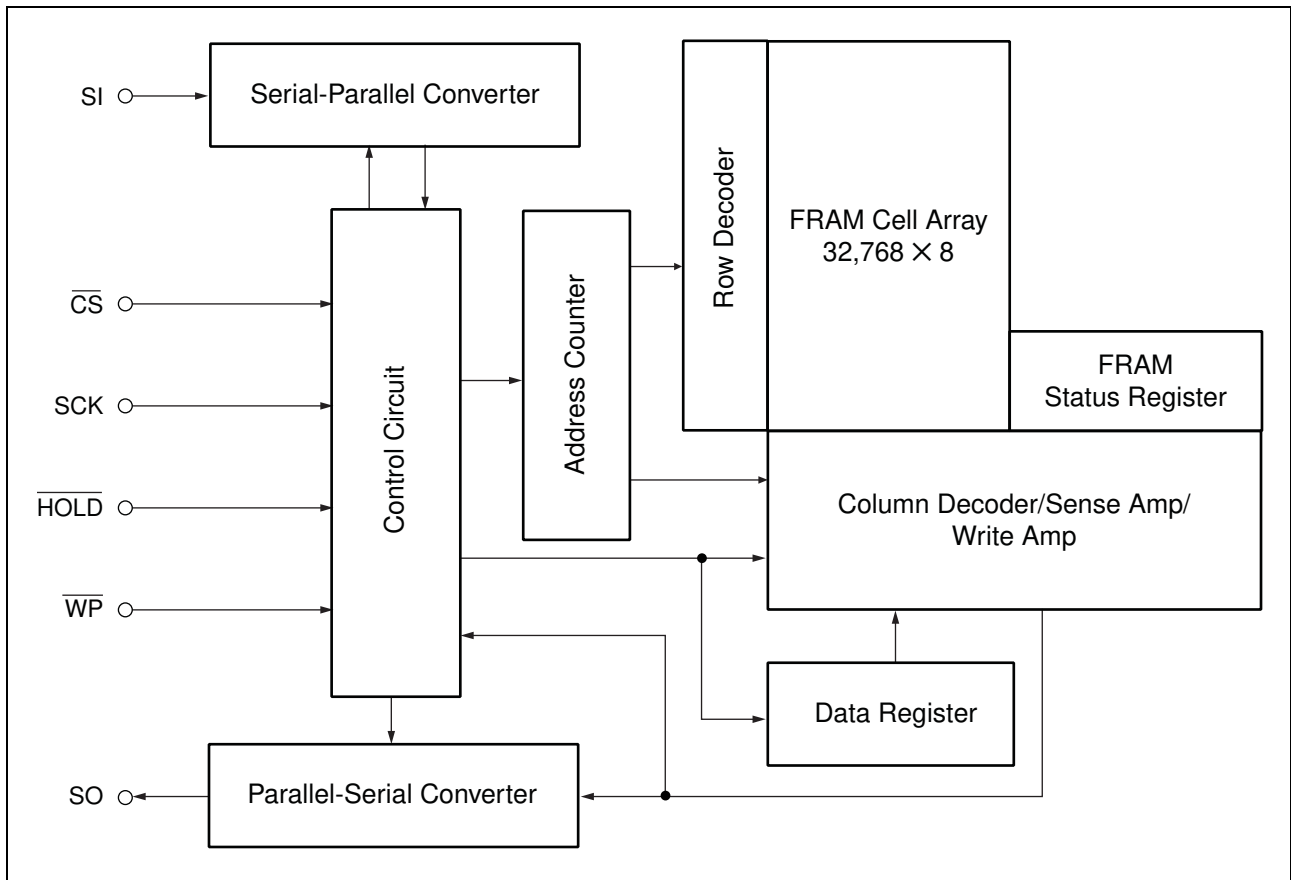 SI
Serial-Parallel Converter
CS
SCK
HOLD
WP
SO
Control Circuit
Address Counter
Row Decoder
FRAM Cell Array
32,768 × 8
FRAM
Status Register
Column Decoder/Sense Amp/
Write Amp
Data Register
Parallel-Serial Converter